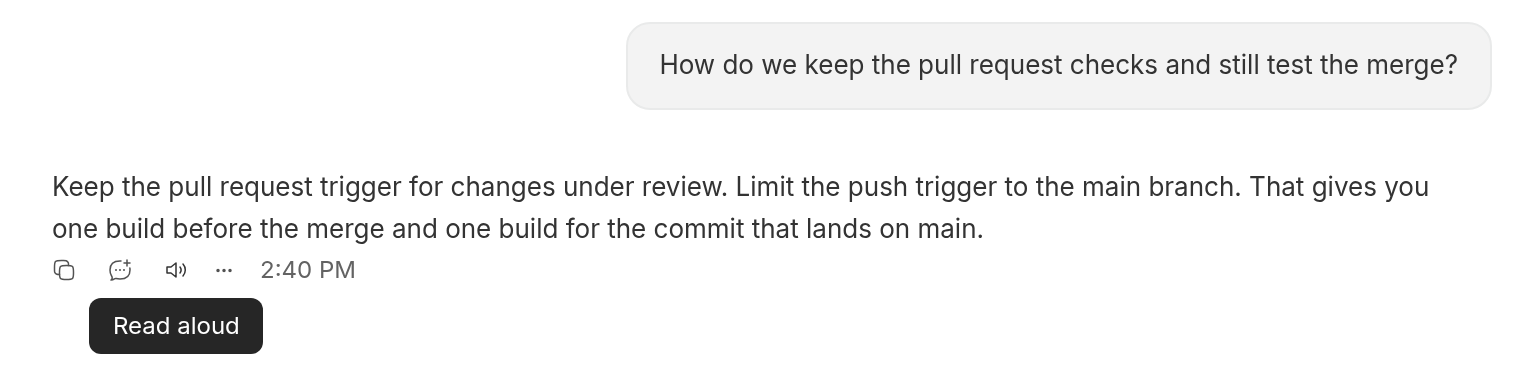 How do we keep the pull request checks and still test the merge?
Keep the pull request trigger for changes under review. Limit the push trigger to the main branch. That gives you
one build before the merge and one build for the commit that lands on main.
2:40 PM
Read aloud